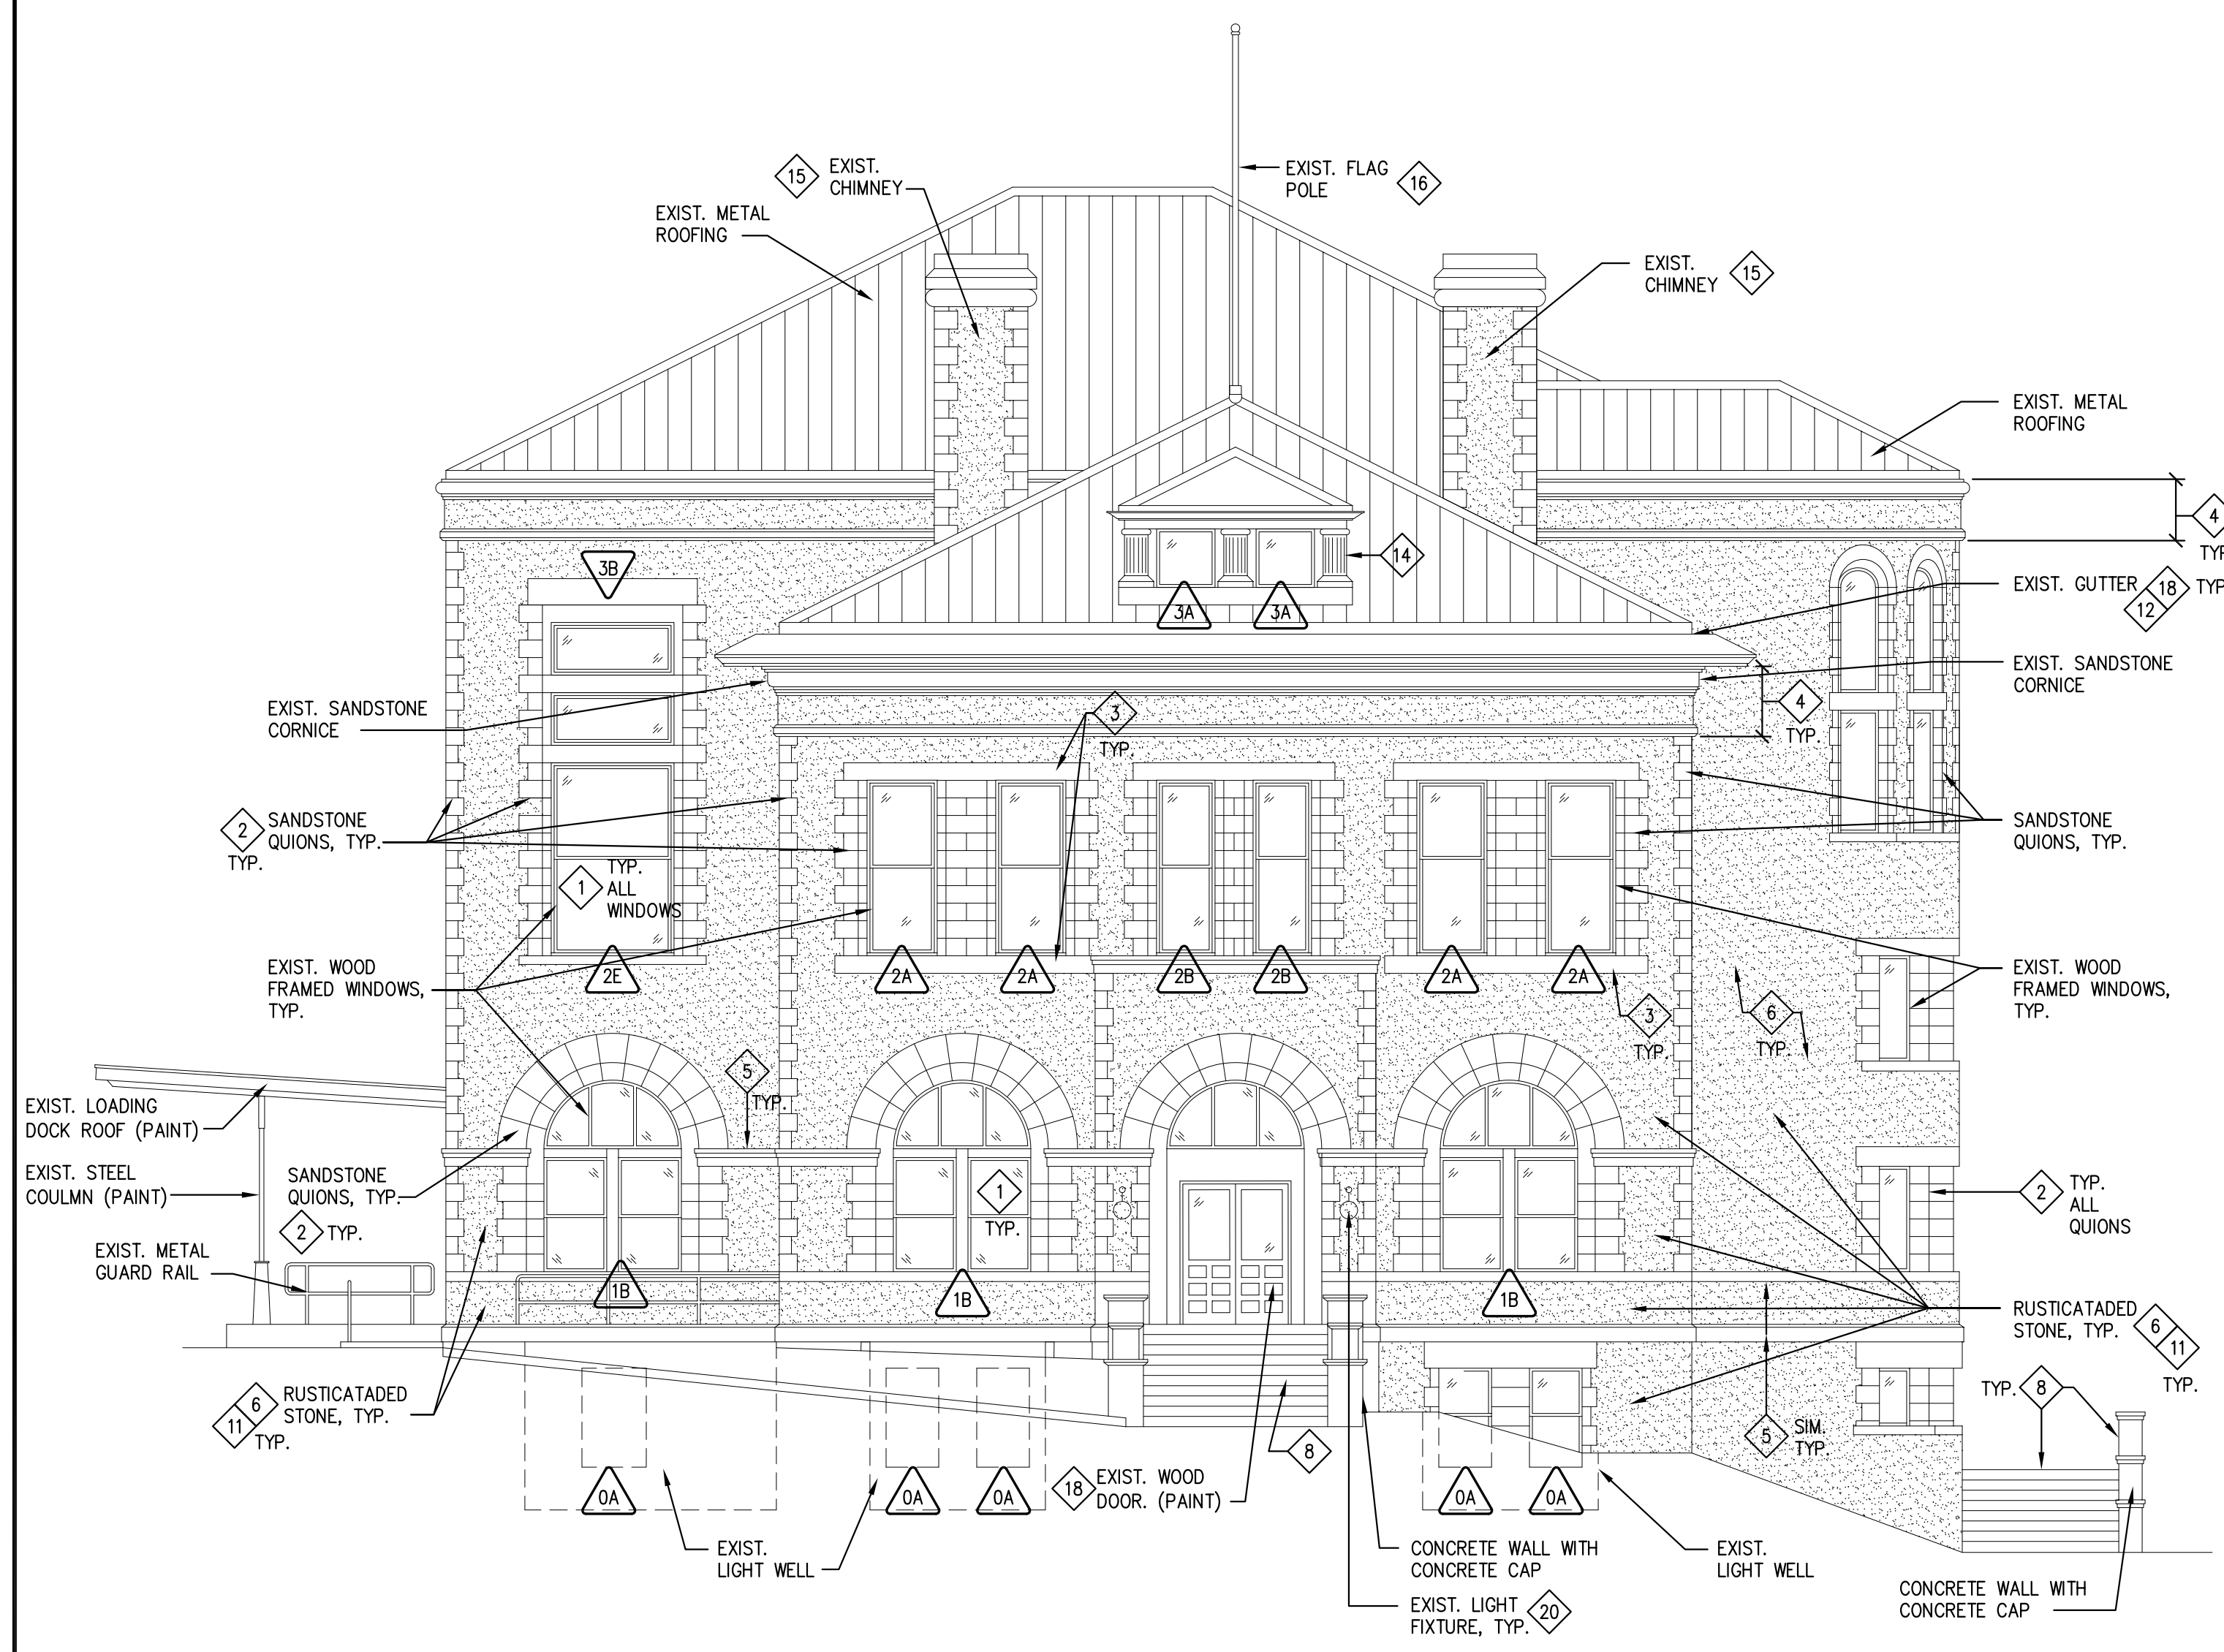 15
EXIST.
CHIMNEY
EXIST. FLAG
POLE
16
EXIST. METAL
ROOFING
EXIST.
CHIMNEY
15
EXIST. METAL
ROOFING
4
TYP
14
3B
3A
3A
EXIST. GUTTER
18
12
TYP
EXIST. SANDSTONE
CORNICE
EXIST. SANDSTONE
CORNICE
3
TYP.
4
TYP.
2
TYP.
SANDSTONE
QUIONS, TYP.
SANDSTONE
QUIONS, TYP.
1
TYP.
ALL
WINDOWS
EXIST. WOOD
FRAMED WINDOWS,
TYP.
2E
2A
2A
2B
2B
2A
2A
EXIST. WOOD
FRAMED WINDOWS,
TYP.
3
TYP.
6
TYP.
5
TYP.
EXIST. LOADING
DOCK ROOF (PAINT)
EXIST. STEEL
COULMN (PAINT)
SANDSTONE
QUIONS, TYP.
2
TYP.
1
TYP.
2
TYP.
ALL
QUIONS
EXIST. METAL
GUARD RAIL
1B
1B
1B
RUSTICATADED
STONE, TYP.
6
11
TYP.
6
11
TYP.
RUSTICATADED
STONE, TYP.
TYP.
8
5
SIM.
TYP.
8
18
EXIST. WOOD
DOOR. (PAINT)
0A
0A
0A
0A
0A
EXIST.
LIGHT WELL
CONCRETE WALL WITH
CONCRETE CAP
EXIST.
LIGHT WELL
EXIST. LIGHT
FIXTURE, TYP.
20
CONCRETE WALL WITH
CONCRETE CAP